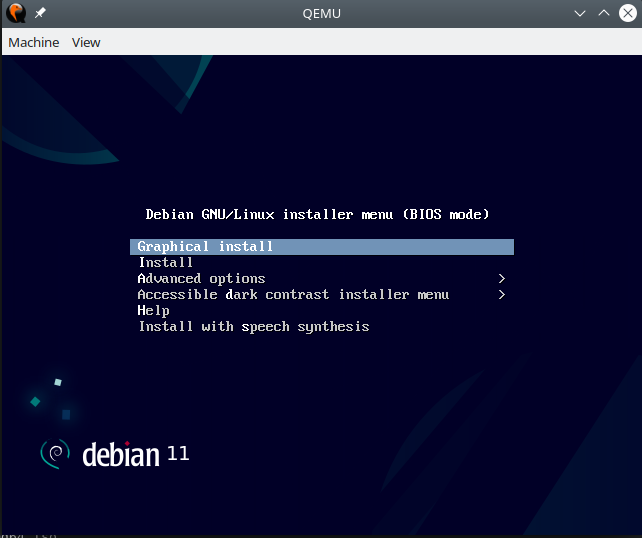 QEMU
Machine View
Debian GNU/Linux installer menu (BIOS mode)
Graphical install
Install
Advanced options >
Accessible dark contrast installer menu >
Help
Install with speech synthesis
debian 11